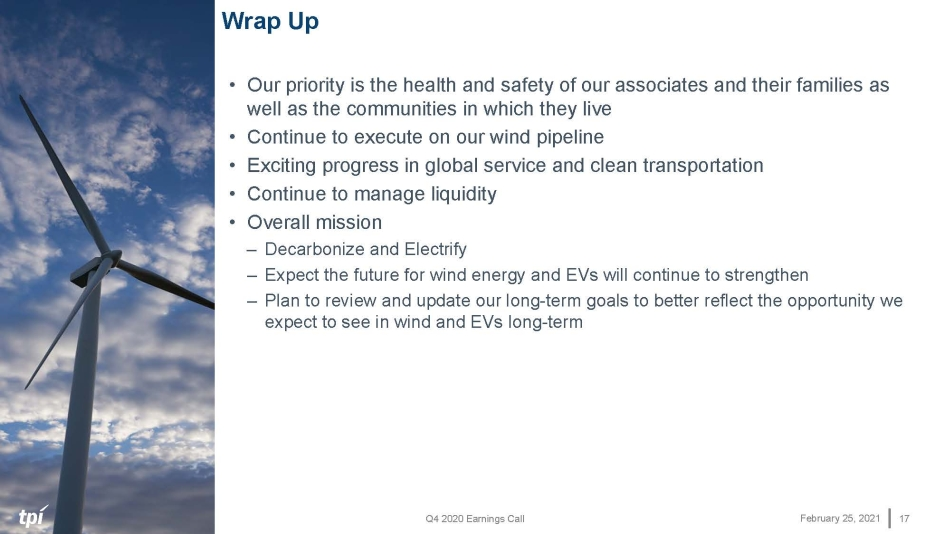 Wrap Up
• Our priority is the health and safety of our associates and their families as
well as the communities in which they live
• Continue to execute on our wind pipeline
• Exciting progress in global service and clean transportation
• Continue to manage liquidity
• Overall mission
– Decarbonize and Electrify
– Expect the future for wind energy and EVs will continue to strengthen
– Plan to review and update our long-term goals to better reflect the opportunity we
expect to see in wind and EVs long-term
tpi
Q4 2020 Earnings Call
February 25, 2021 | 17